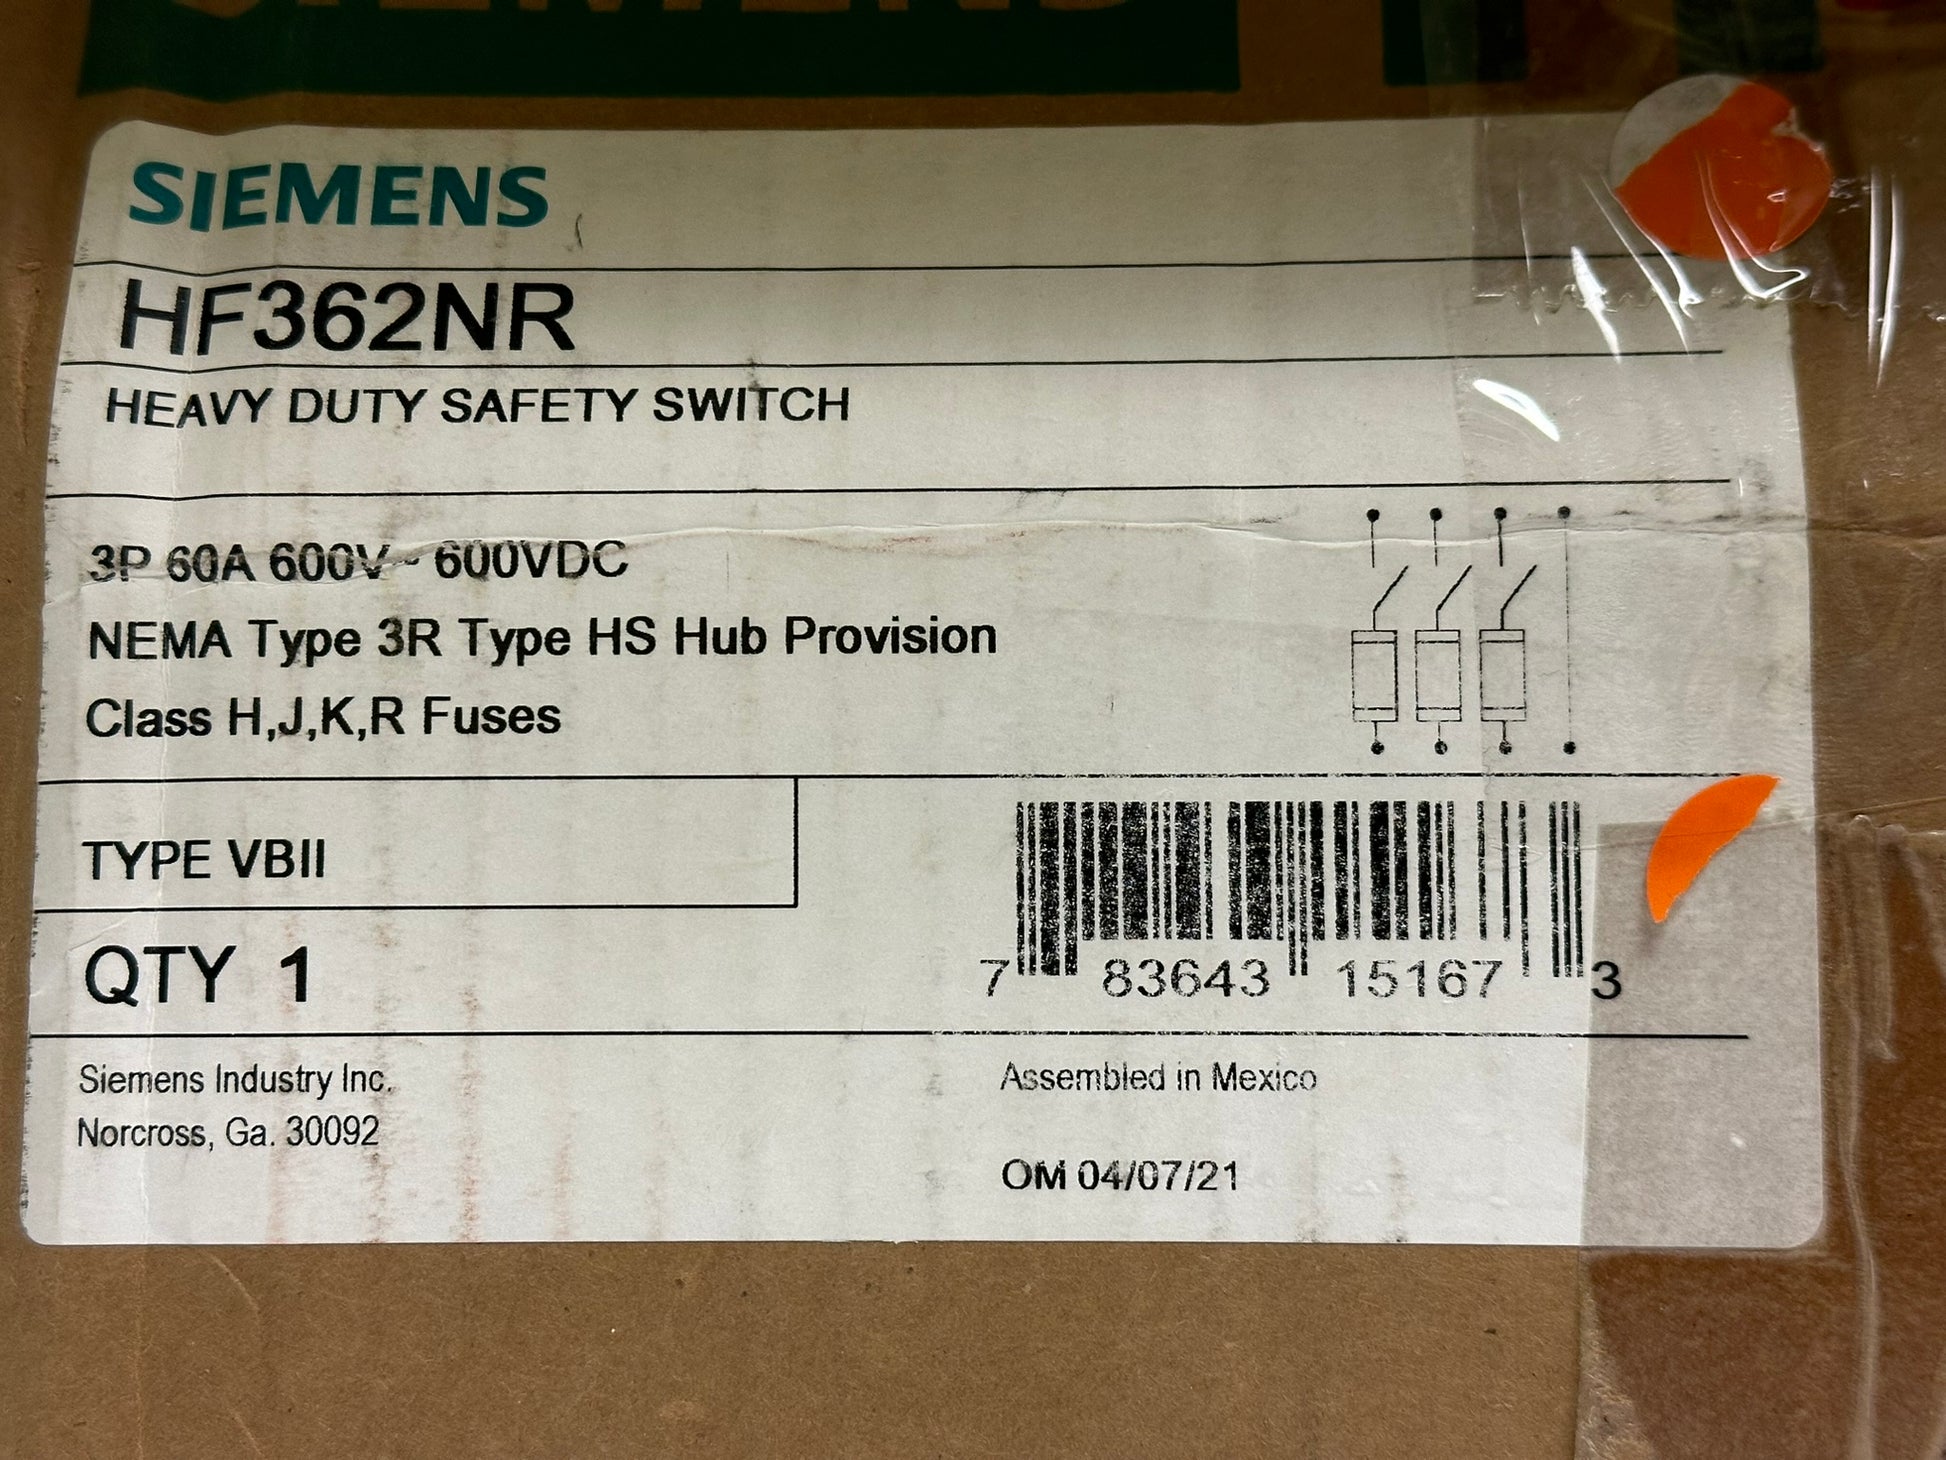 SIEMENS
SIEMENS
HF362NR
HEAVY DUTY SAFETY SWITCH
3P 60A 600V~ 600VDC
NEMA Type 3R Type HS Hub Provision
Class H,J,K,R Fuses
TYPE VBII
QTY 1
7 83643 15167 3
Siemens Industry Inc.
Norcross, Ga. 30092
Assembled in Mexico
OM 04/07/21